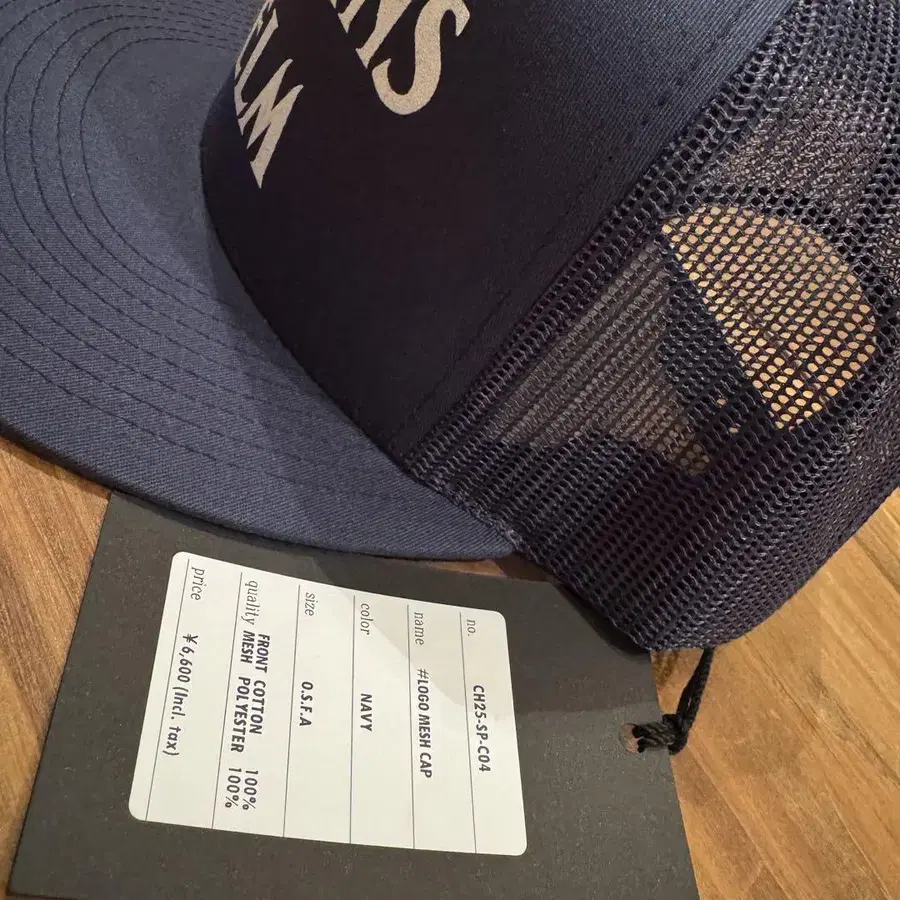 ELM
no. CH25-SP-C04
name #LOGO MESH CAP
color NAVY
size O.S.F.A
quality FRONT COTTON 100%
MESH POLYESTER 100%
price ¥6,600 (Incl. tax)